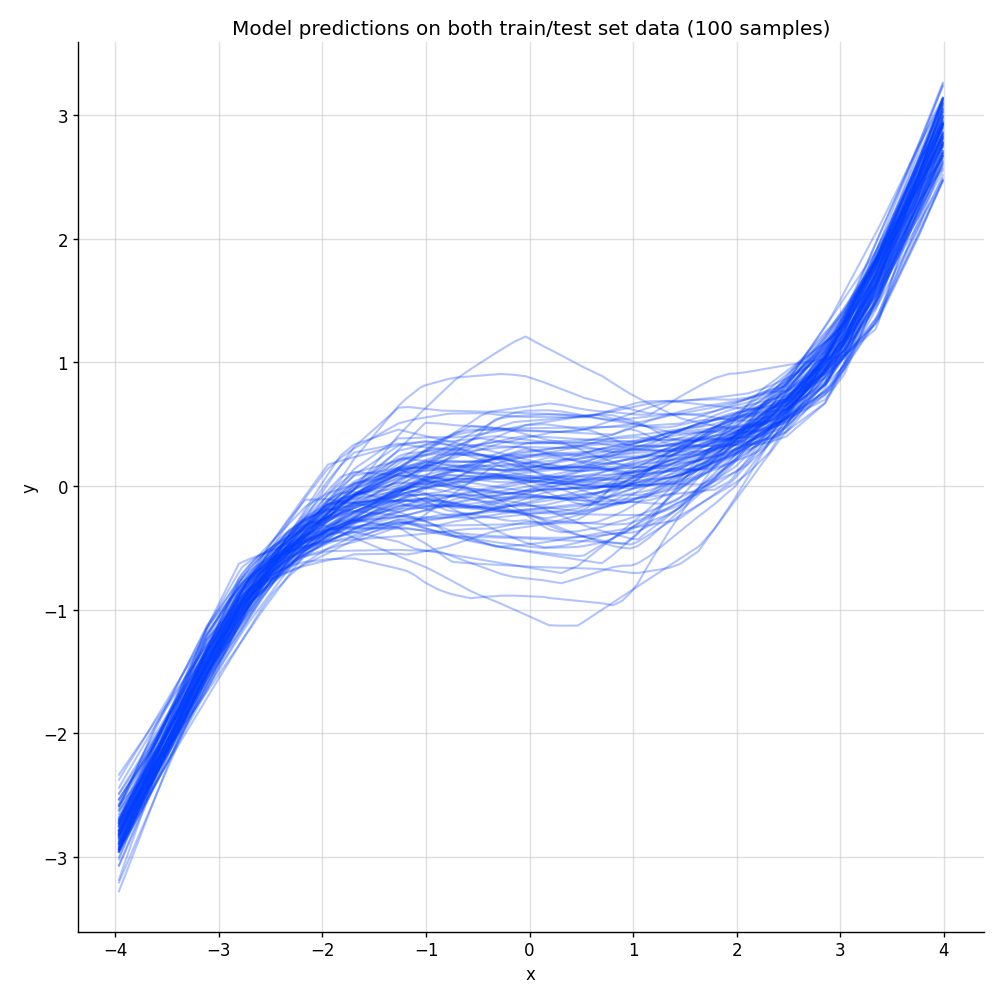 Model predictions on both train/test set data (100 samples)
3
2
1
0
−1
−2
−3
y
−4 −3 −2 −1 0 1 2 3 4
x